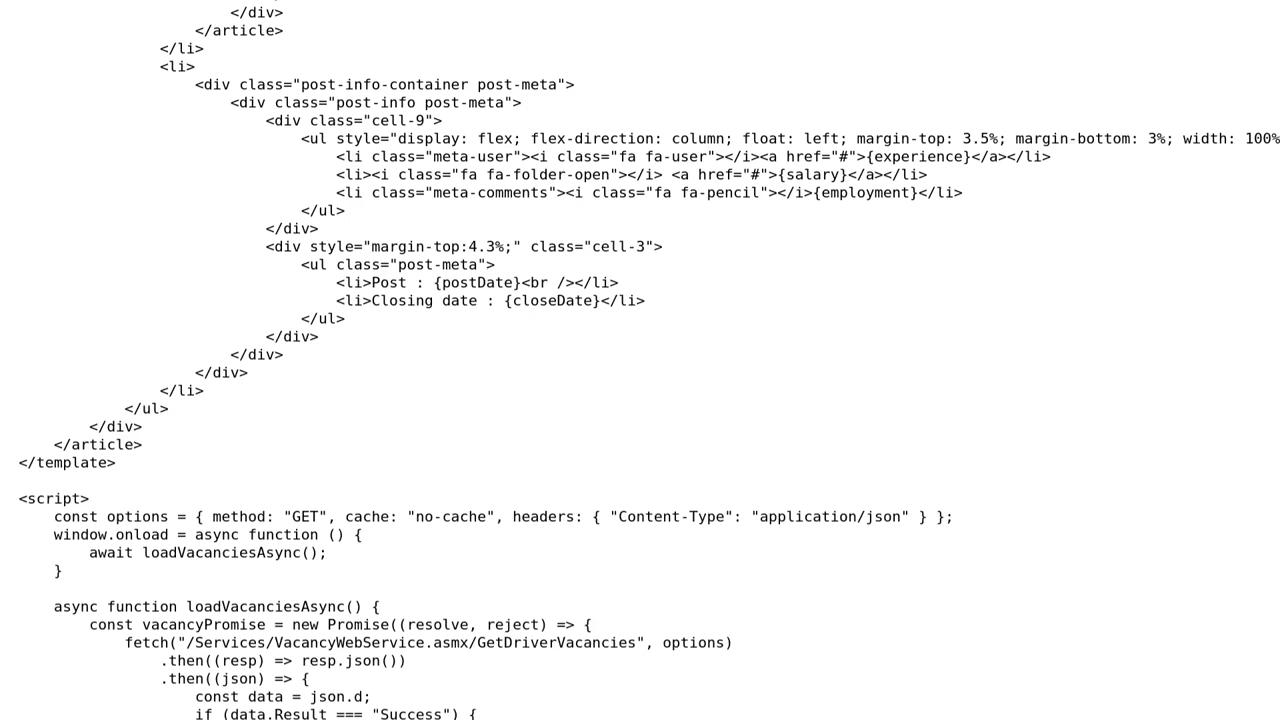 </div>
</article>
</li>
<li>
<div class="post-info-container post-meta">
<div class="post-info post-meta">
<div class="cell-9">
<ul style="display: flex; flex-direction: column; float: left; margin-top: 3.5%; margin-bottom: 3%; width: 100%
<li class="meta-user"><i class="fa fa-user"></i><a href="#">{experience}</a></li>
<li><i class="fa fa-folder-open"></i> <a href="#">{salary}</a></li>
<li class="meta-comments"><i class="fa fa-pencil"></i>{employment}</li>
</ul>
</div>
<div style="margin-top:4.3%;" class="cell-3">
<ul class="post-meta">
<li>Post : {postDate}<br /></li>
<li>Closing date : {closeDate}</li>
</ul>
</div>
</div>
</div>
</li>
</ul>
</div>
</article>
</template>
<script>
const options = { method: "GET", cache: "no-cache", headers: { "Content-Type": "application/json" } };
window.onload = async function () {
await loadVacanciesAsync();
}
async function loadVacanciesAsync() {
const vacancyPromise = new Promise((resolve, reject) => {
fetch("/Services/VacancyWebService.asmx/GetDriverVacancies", options)
.then((resp) => resp.json())
.then((json) => {
const data = json.d;
if (data.Result === "Success") {